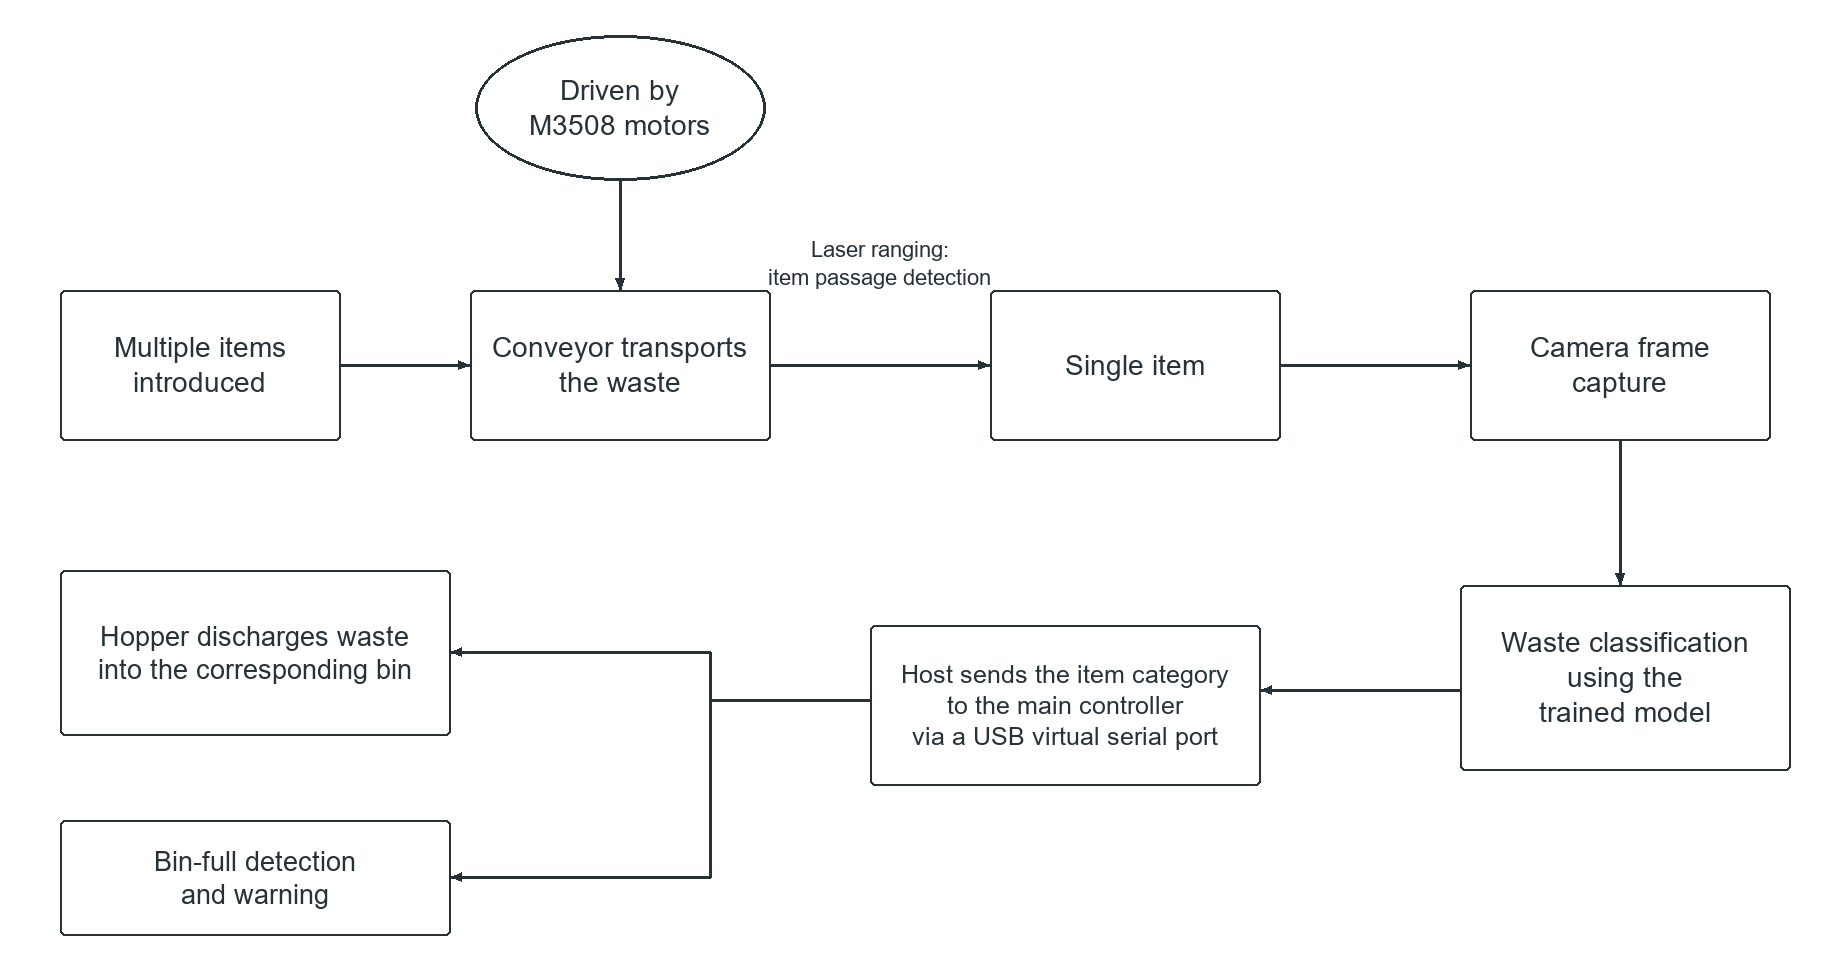 Driven by
M3508 motors
Laser ranging:
item passage detection
Multiple items
introduced
Conveyor transports
the waste
Single item
Camera frame
capture
Waste classification
using the
trained model
Host sends the item category
to the main controller
via a USB virtual serial port
Hopper discharges waste
into the corresponding bin
Bin-full detection
and warning